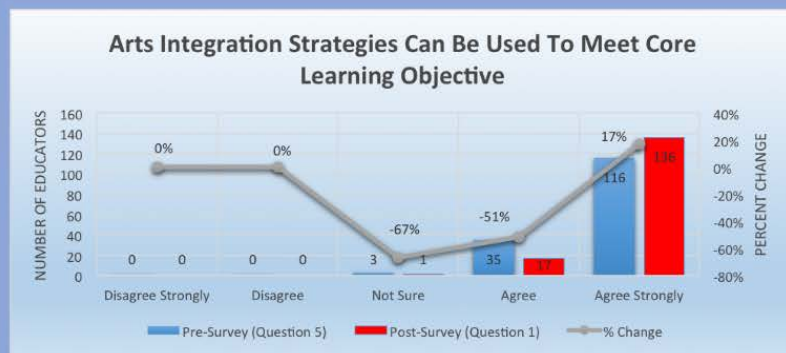 Arts Integration Strategies Can Be Used To Meet Core
Learning Objective
NUMBER OF EDUCATORS
160
140
120
100
80
60
40
20
0
0%
0%
-67%
-51%
17%
0
0
0
0
3
1
35
17
116
136
40%
20%
0%
-20%
-40%
-60%
-80%
PERCENT CHANGE
Disagree Strongly
Disagree
Not Sure
Agree
Agree Strongly
Pre-Survey (Question 5)
Post-Survey (Question 1)
% Change